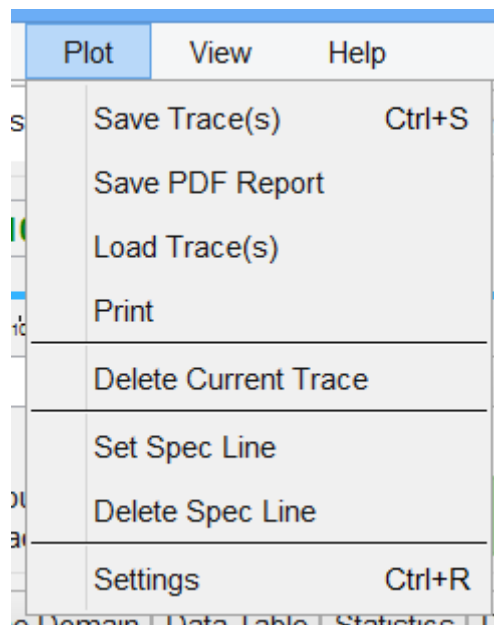 Plot View Help
Save Trace(s) Ctrl+S
Save PDF Report
Load Trace(s)
Print
Delete Current Trace
Set Spec Line
Delete Spec Line
Settings Ctrl+R
Domain Data Table Statistics